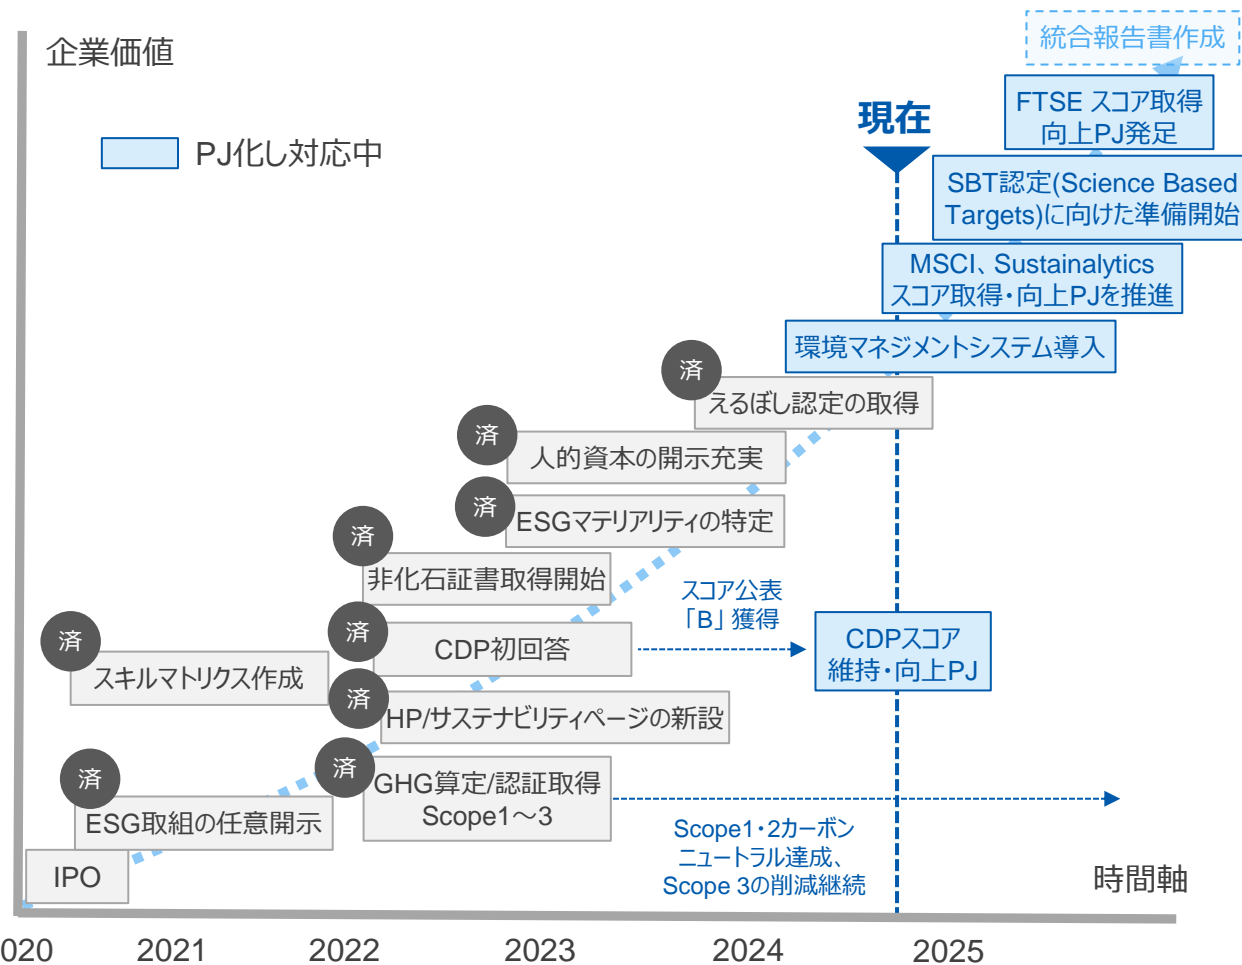 企業価値
統合報告書作成
FTSE スコア取得
向上PJ発足
現在
PJ化し対応中
SBT認定(Science Based
Targets)に向けた準備開始
MSCI、Sustainalytics
スコア取得・向上PJを推進
環境マネジメントシステム導入
済
えるぼし認定の取得
済
人的資本の開示充実
済
ESGマテリアリティの特定
済
非化石証書取得開始
スコア公表
「B」獲得
済
CDP初回答
CDPスコア
維持・向上PJ
済
スキルマトリクス作成
済
HP/サステナビリティページの新設
済
GHG算定/認証取得
Scope1～3
済
ESG取組の任意開示
Scope1・2カーボン
ニュートラル達成、
Scope 3の削減継続
IPO
時間軸
020 2021 2022 2023 2024 2025